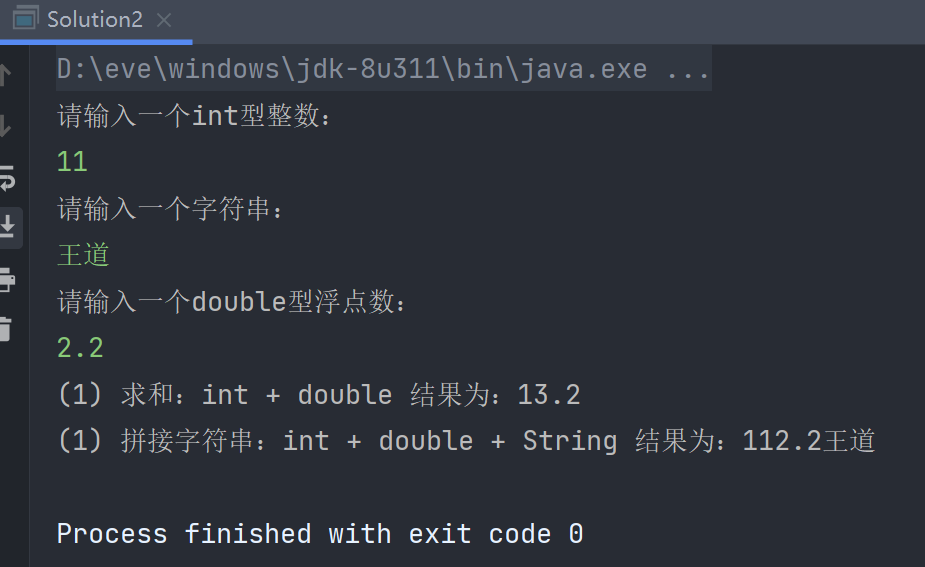 Solution2
D:\eve\windows\jdk-8u311\bin\java.exe ...
请输入一个int型整数：
11
请输入一个字符串：
王道
请输入一个double型浮点数：
2.2
(1) 求和：int + double 结果为：13.2
(1) 拼接字符串：int + double + String 结果为：112.2王道
Process finished with exit code 0